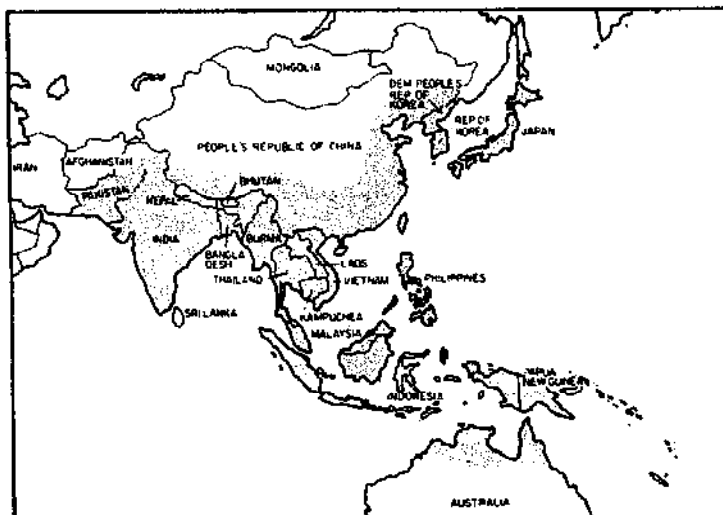 MONGOLIA
DEM PEOPLE'S
REP OF
KOREA
REP OF
KOREA
JAPAN
PEOPLE'S REPUBLIC OF CHINA
AFGHANISTAN
IRAN
PAKISTAN
BHUTAN
NEPAL
INDIA
BURMA
BANGLA
DESH
LAOS
THAILAND
VIETNAM
PHILIPPINES
SRI LANKA
KAMPUCHEA
MALAYSIA
PAPUA
NEW GUINEA
INDONESIA
AUSTRALIA